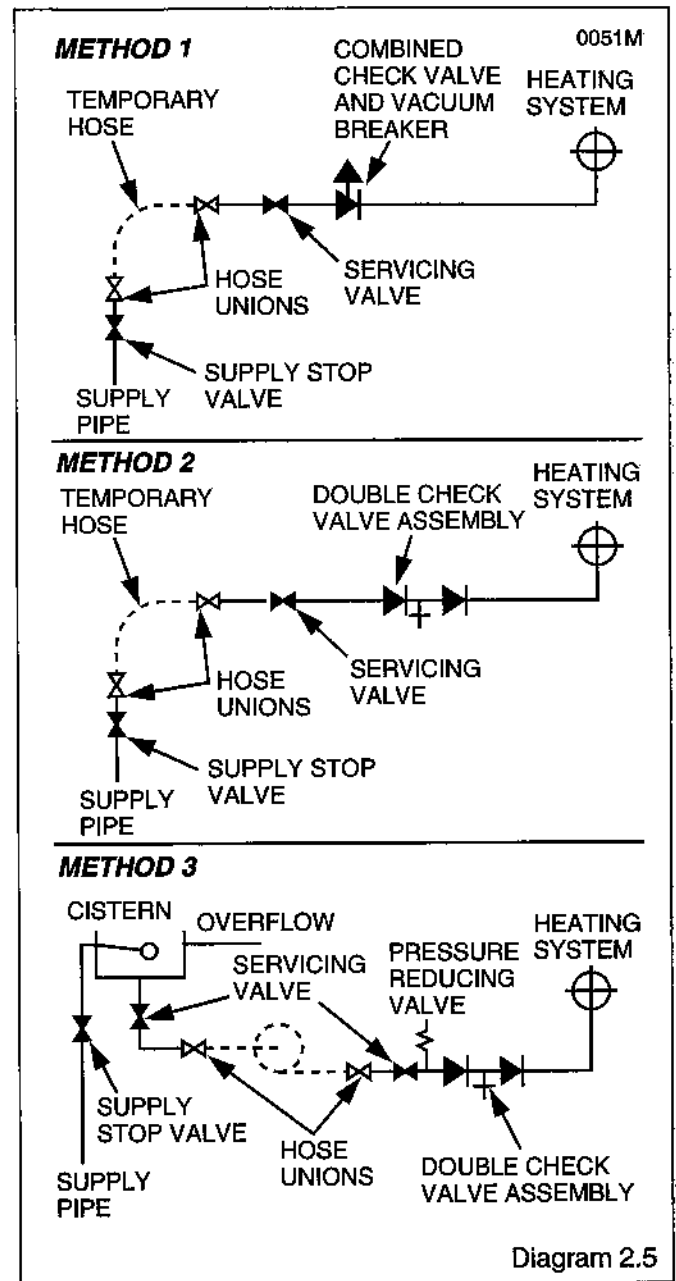 METHOD 1
0051M
COMBINED
CHECK VALVE
AND VACUUM
BREAKER
HEATING
SYSTEM
TEMPORARY
HOSE
HOSE
UNIONS
SERVICING
VALVE
SUPPLY STOP
VALVE
SUPPLY
PIPE
METHOD 2
TEMPORARY
HOSE
DOUBLE CHECK
VALVE ASSEMBLY
HEATING
SYSTEM
HOSE
UNIONS
SERVICING
VALVE
SUPPLY STOP
VALVE
SUPPLY
PIPE
METHOD 3
CISTERN
OVERFLOW
SERVICING
VALVE
PRESSURE
REDUCING
VALVE
HEATING
SYSTEM
SUPPLY
STOP VALVE
HOSE
UNIONS
DOUBLE CHECK
VALVE ASSEMBLY
SUPPLY
PIPE
Diagram 2.5